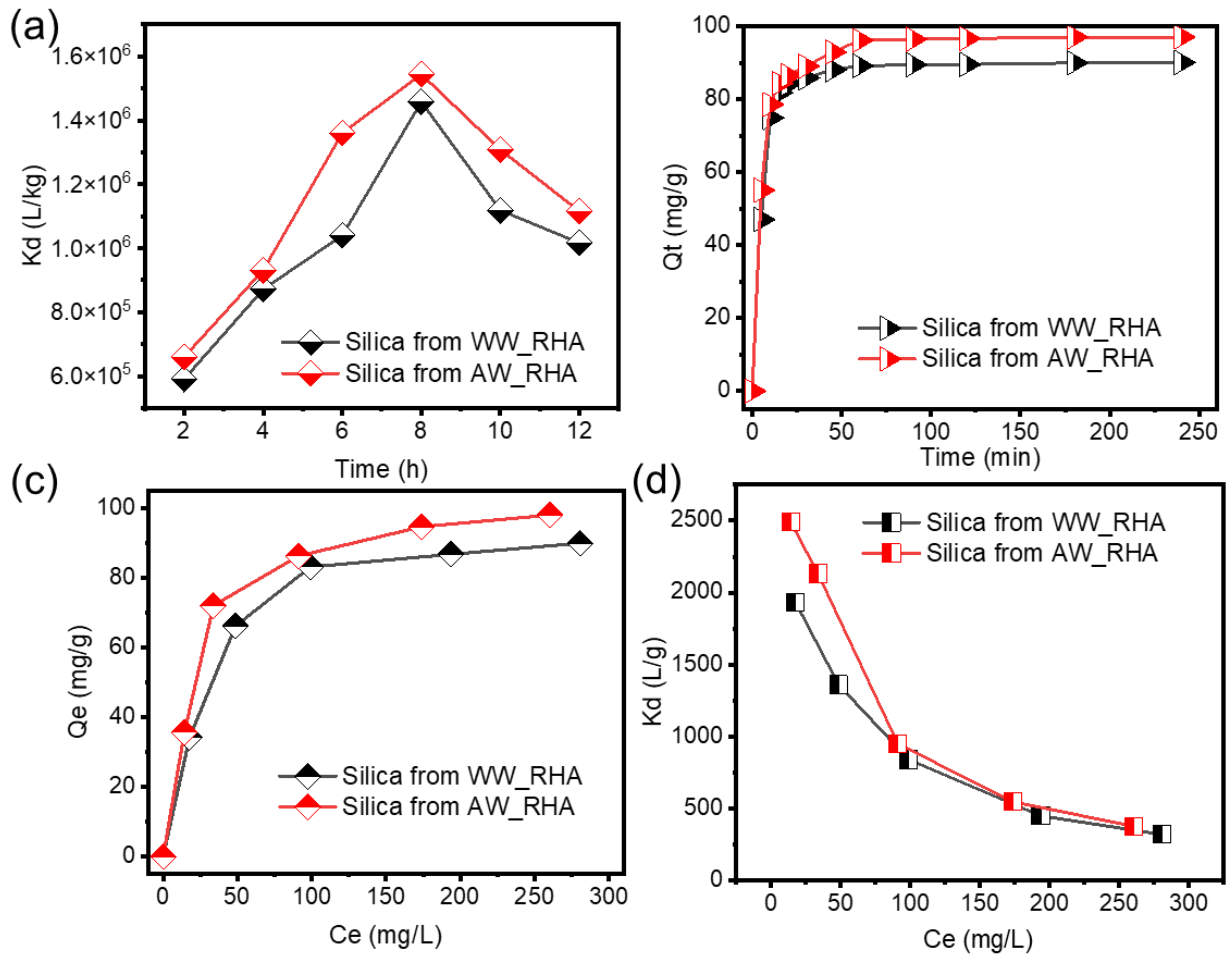 (a)
Kd (L/kg)
1.6×10⁶
1.4×10⁶
1.2×10⁶
1.0×10⁶
8.0×10⁵
6.0×10⁵
Silica from WW_RHA
Silica from AW_RHA
2 4 6 8 10 12
Time (h)
Qt (mg/g)
100
80
60
40
20
0
Silica from WW_RHA
Silica from AW_RHA
0 50 100 150 200 250
Time (min)
(c)
Qe (mg/g)
100
80
60
40
20
0
Silica from WW_RHA
Silica from AW_RHA
0 50 100 150 200 250 300
Ce (mg/L)
(d)
Kd (L/g)
2500
2000
1500
1000
500
0
Silica from WW_RHA
Silica from AW_RHA
0 50 100 150 200 250 300
Ce (mg/L)